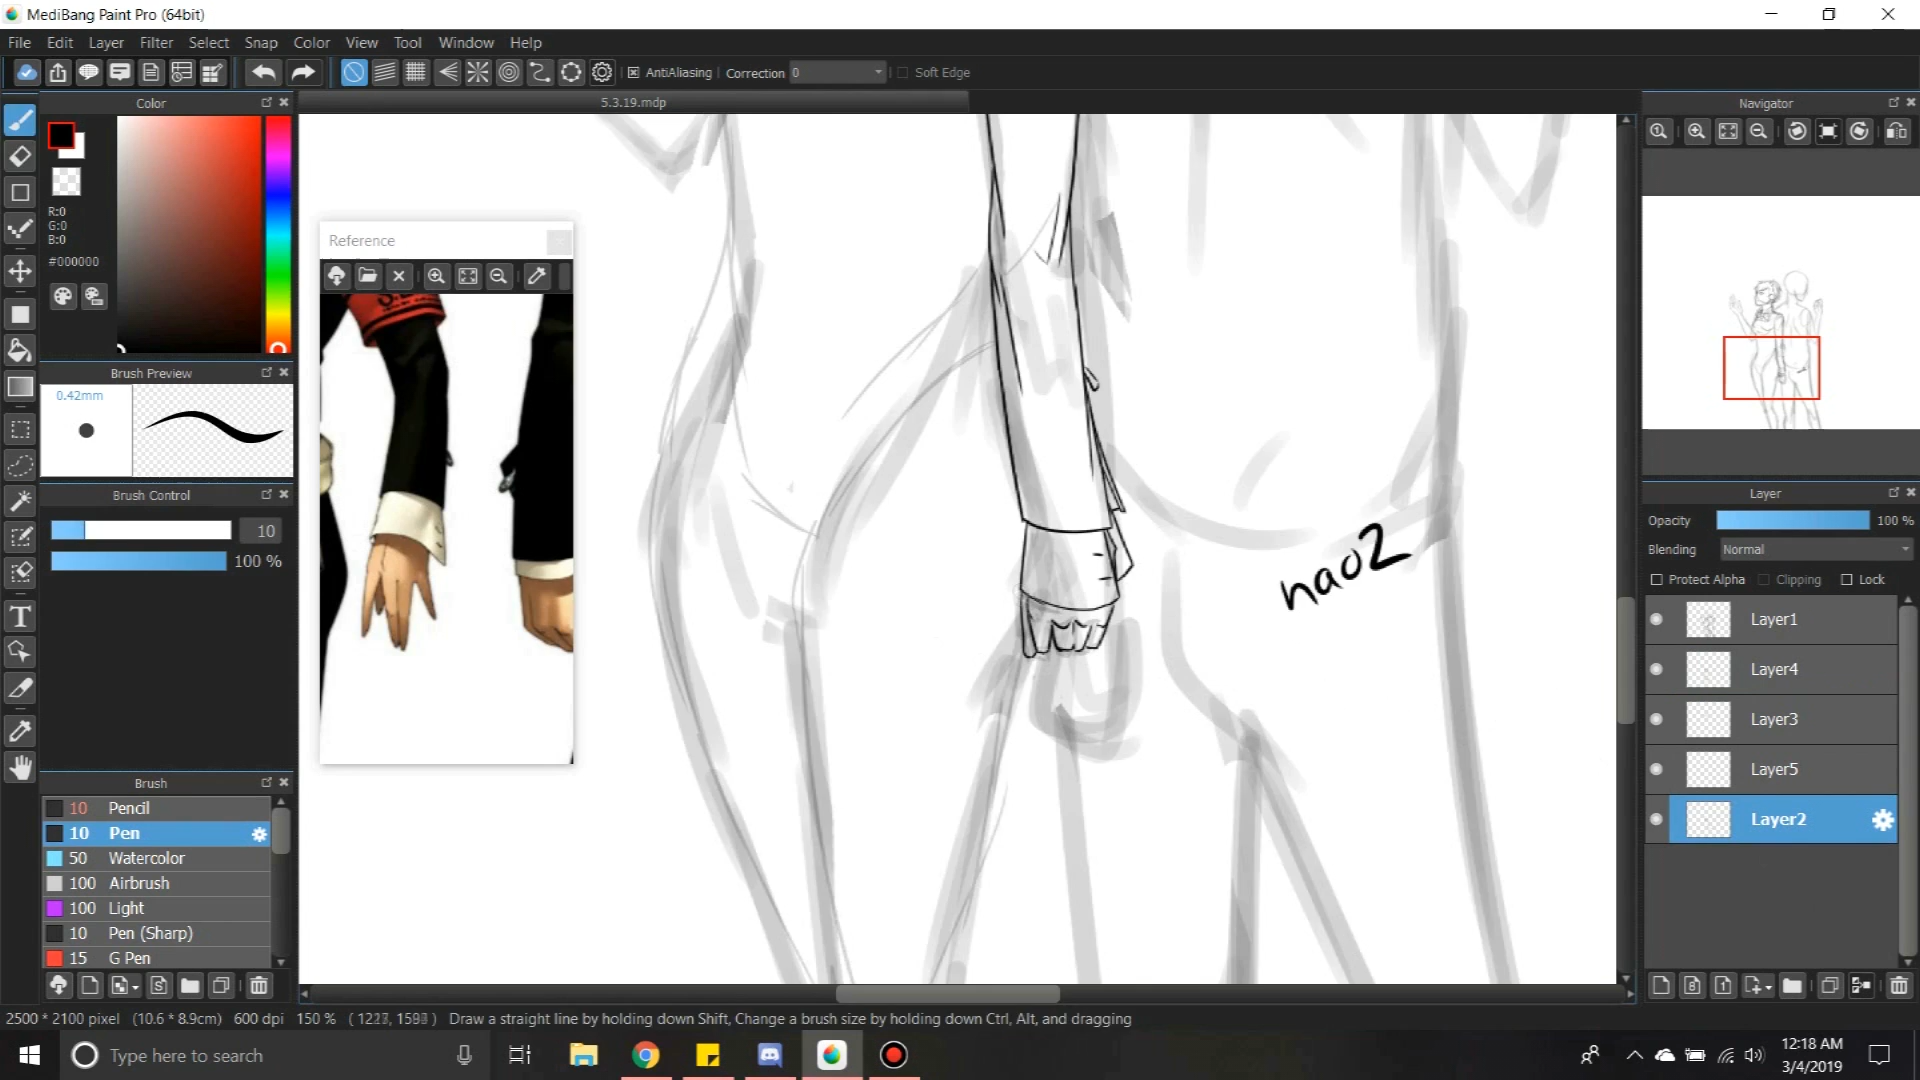 MediBang Paint Pro (64bit)
File Edit Layer Filter Select Snap Color View Tool Window Help
AntiAliasing Correction 0 Soft Edge
Color
5.3.19.mdp
Navigator
R:0
G:0
B:0
#000000
Reference
Brush Preview
0.42mm
Brush Control
10
100 %
Layer
Opacity 100 %
Blending Normal
Protect Alpha Clipping Lock
Layer1
Layer4
Layer3
Layer5
Layer2
nao2
Brush
10 Pencil
10 Pen
50 Watercolor
100 Airbrush
100 Light
10 Pen (Sharp)
15 G Pen
2500 * 2100 pixel (10.6 * 8.9cm) 600 dpi 150 % Draw a straight line by holding down Shift, Change a brush size by holding down Ctrl, Alt, and dragging
Type here to search
12:18 AM
3/4/2019